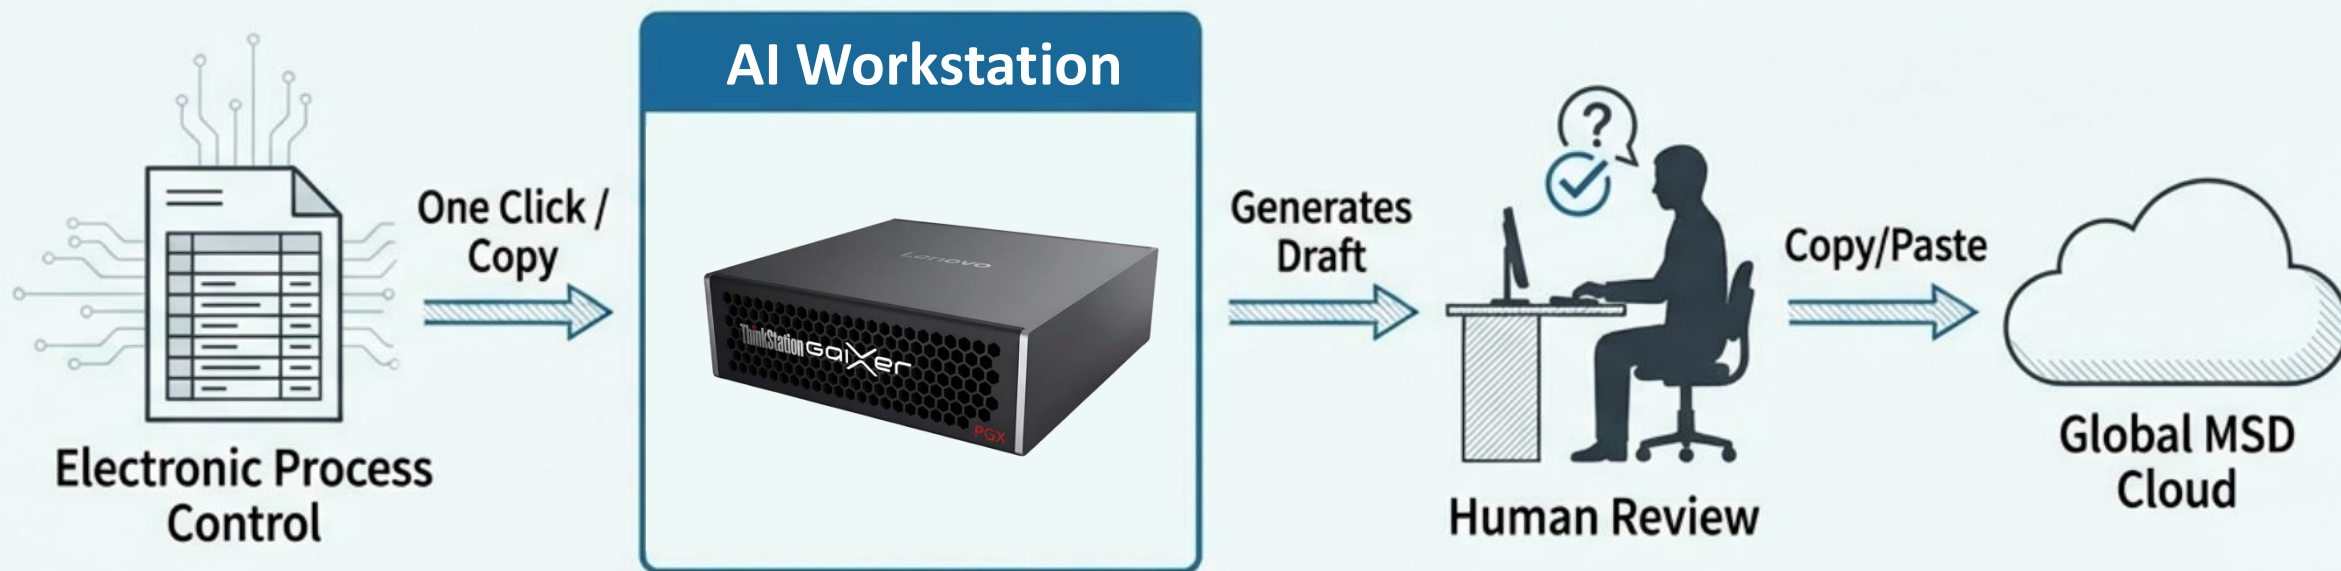 AI Workstation
One Click /
Copy
Lenovo
ThinkStation
GaiXer
PGX
Generates
Draft
?
Copy/Paste
Electronic Process
Control
Human Review
Global MSD
Cloud